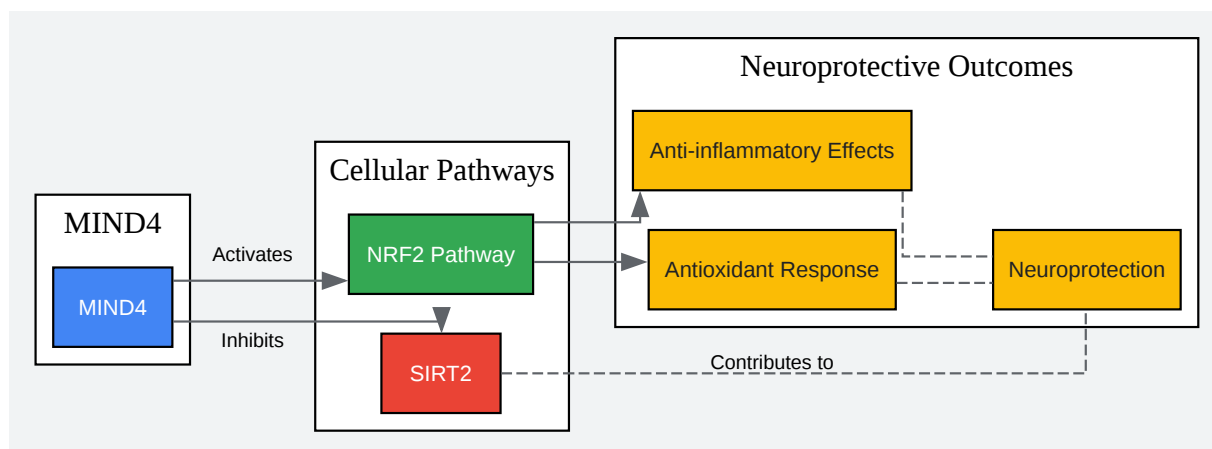 MIND4
MIND4
Activates
Inhibits
Cellular Pathways
NRF2 Pathway
SIRT2
Neuroprotective Outcomes
Anti-inflammatory Effects
Antioxidant Response
Neuroprotection
Contributes to